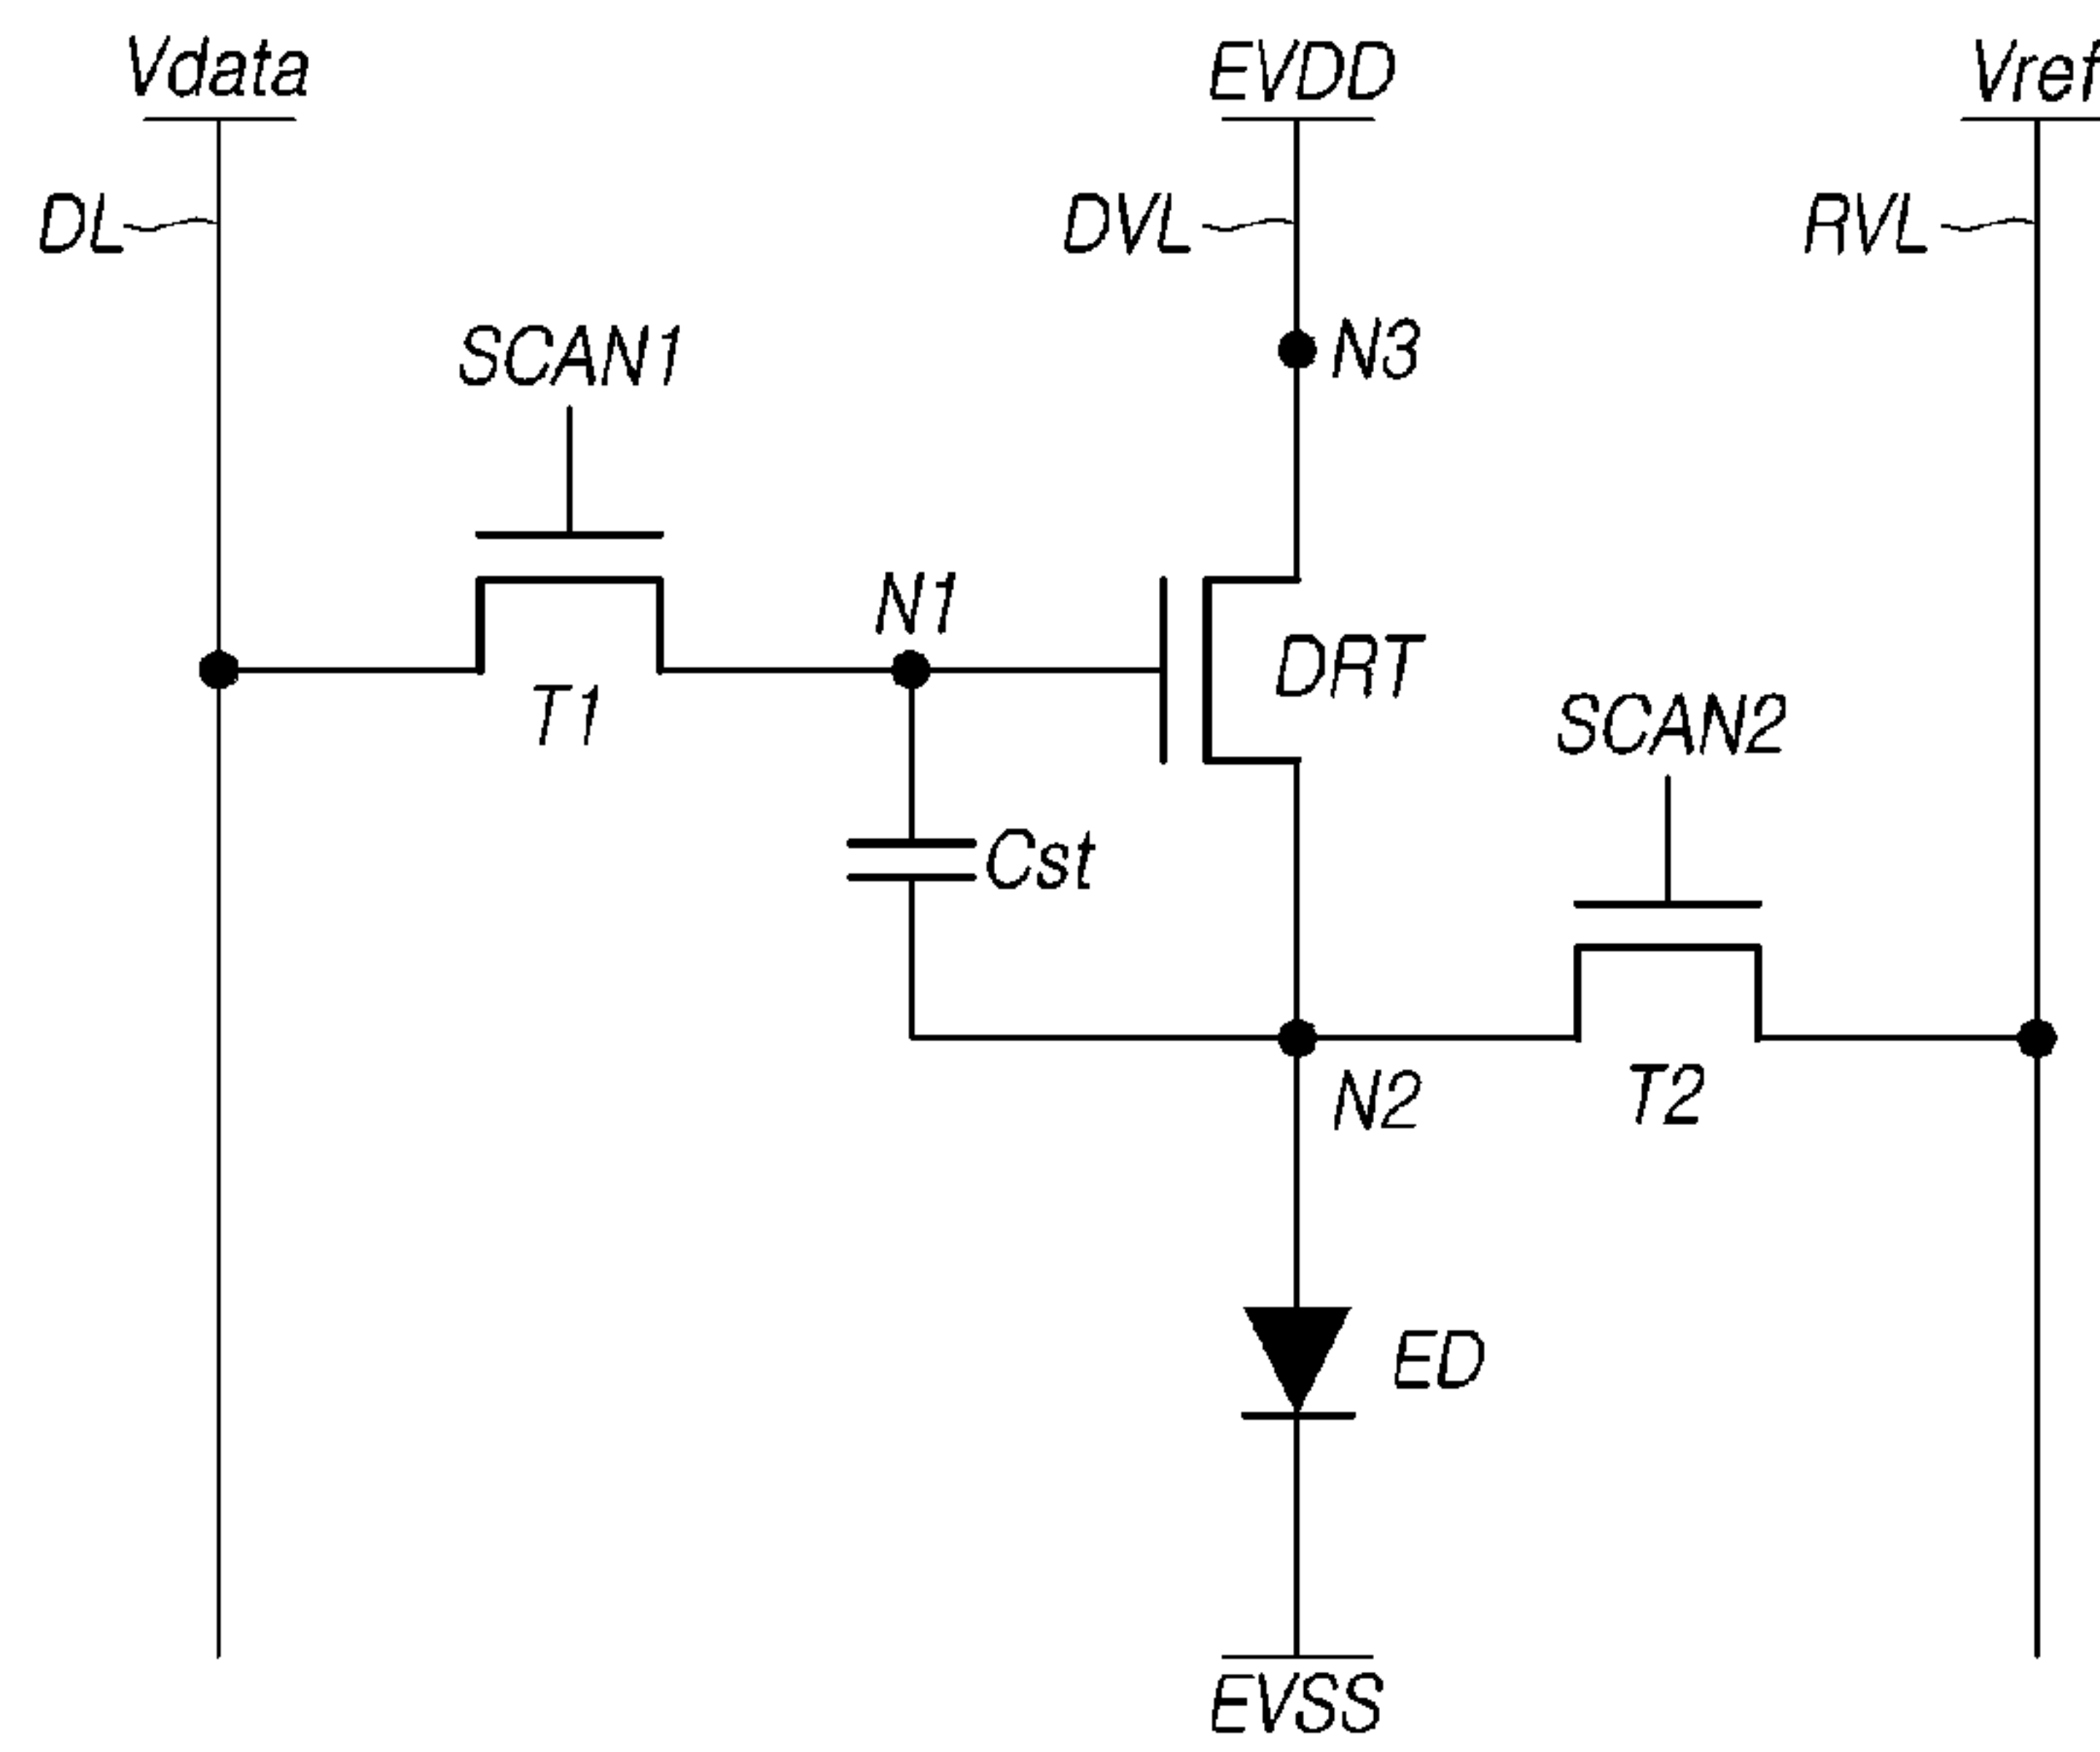 Vdata
EVDD
Vref
DL
DVL
RVL
SCAN1
N3
N1
DRT
T1
SCAN2
Cst
N2
T2
ED
EVSS